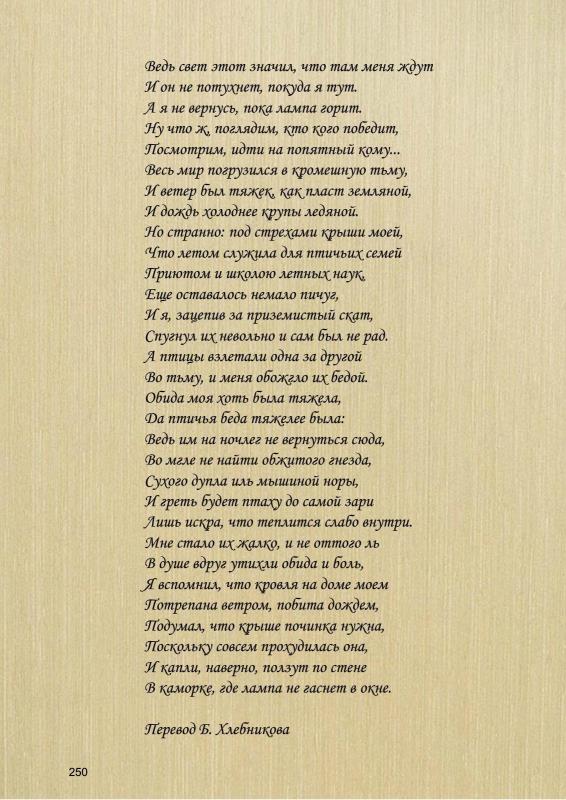 Ведь свет этот значил, что там меня ждут
И он не потухнет, покуда я тут.
А я не вернусь, пока лампа горит.
Ну что ж, поглядим, кто кого победит,
Посмотрим, идти на попятный кому...
Весь мир погрузился в кромешную тьму,
И ветер был тяжек, как пласт земляной,
И дождь холоднее крупы ледяной.
Но странно: под стрехами крыши моей,
Что летом служила для птичьих семей
Приютом и школою летных наук,
Еще оставалось немало пичуг,
И я, зацепив за приземистый скат,
Спугнул их невольно и сам был не рад.
А птицы взлетали одна за другой
Во тьму, и меня обожгло их бедой.
Обида моя хоть была тяжела,
Да птичья беда тяжелее была:
Ведь им на ночлег не вернуться сюда,
Во мгле не найти обжитого гнезда,
Сухого дупла иль мышиной норы,
И греть будет птаху до самой зари
Лишь искра, что теплится слабо внутри.
Мне стало их жалко, и не оттого ль
В душе вдруг утихли обида и боль,
Я вспомнил, что кровля на доме моем
Потрепана ветром, побита дождем,
Подумал, что крыше починка нужна,
Поскольку совсем прохудилась она,
И капли, наверно, ползут по стене
В каморке, где лампа не гаснет в окне.
Перевод Б. Хлебникова
250